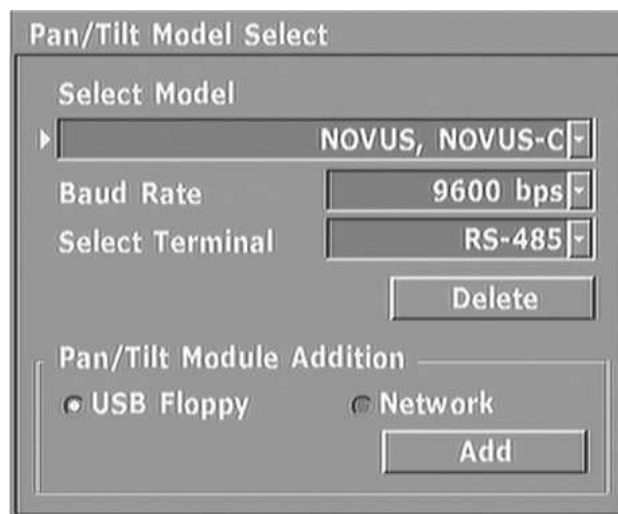 Pan/Tilt Model Select
Select Model
NOVUS, NOVUS-C
Baud Rate 9600 bps
Select Terminal RS-485
Delete
Pan/Tilt Module Addition
USB Floppy Network
Add